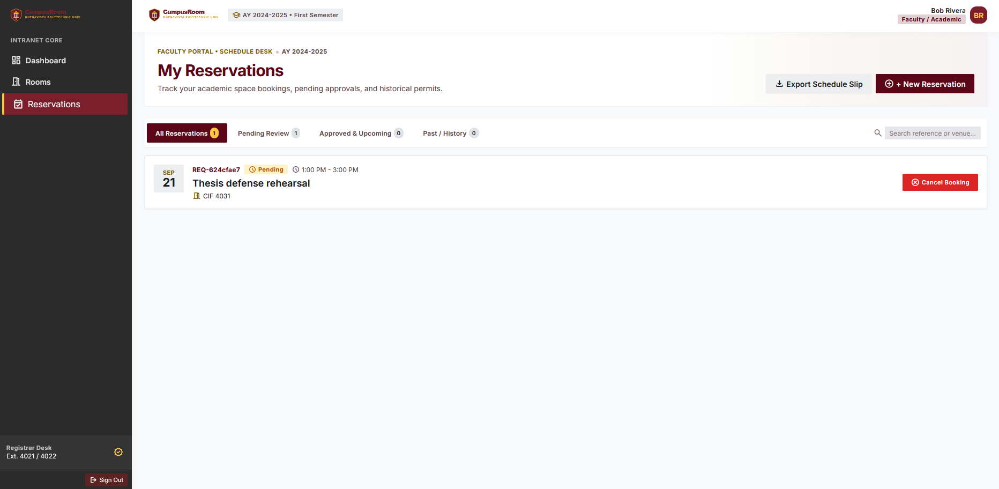 CampusRoom
BUENAVISTA POLYTECHNIC UNIV
INTRANET CORE
Dashboard
Rooms
Reservations
Registrar Desk
Ext. 4021 / 4022
Sign Out
CampusRoom
BUENAVISTA POLYTECHNIC UNIV
AY 2024-2025 • First Semester
Bob Rivera
Faculty / Academic
BR
FACULTY PORTAL • SCHEDULE DESK • AY 2024-2025
My Reservations
Track your academic space bookings, pending approvals, and historical permits.
Export Schedule Slip
+ New Reservation
All Reservations 1
Pending Review 1
Approved & Upcoming 0
Past / History 0
Search reference or venue...
SEP
21
REQ-624cfae7 Pending 1:00 PM - 3:00 PM
Thesis defense rehearsal
CIF 4031
Cancel Booking